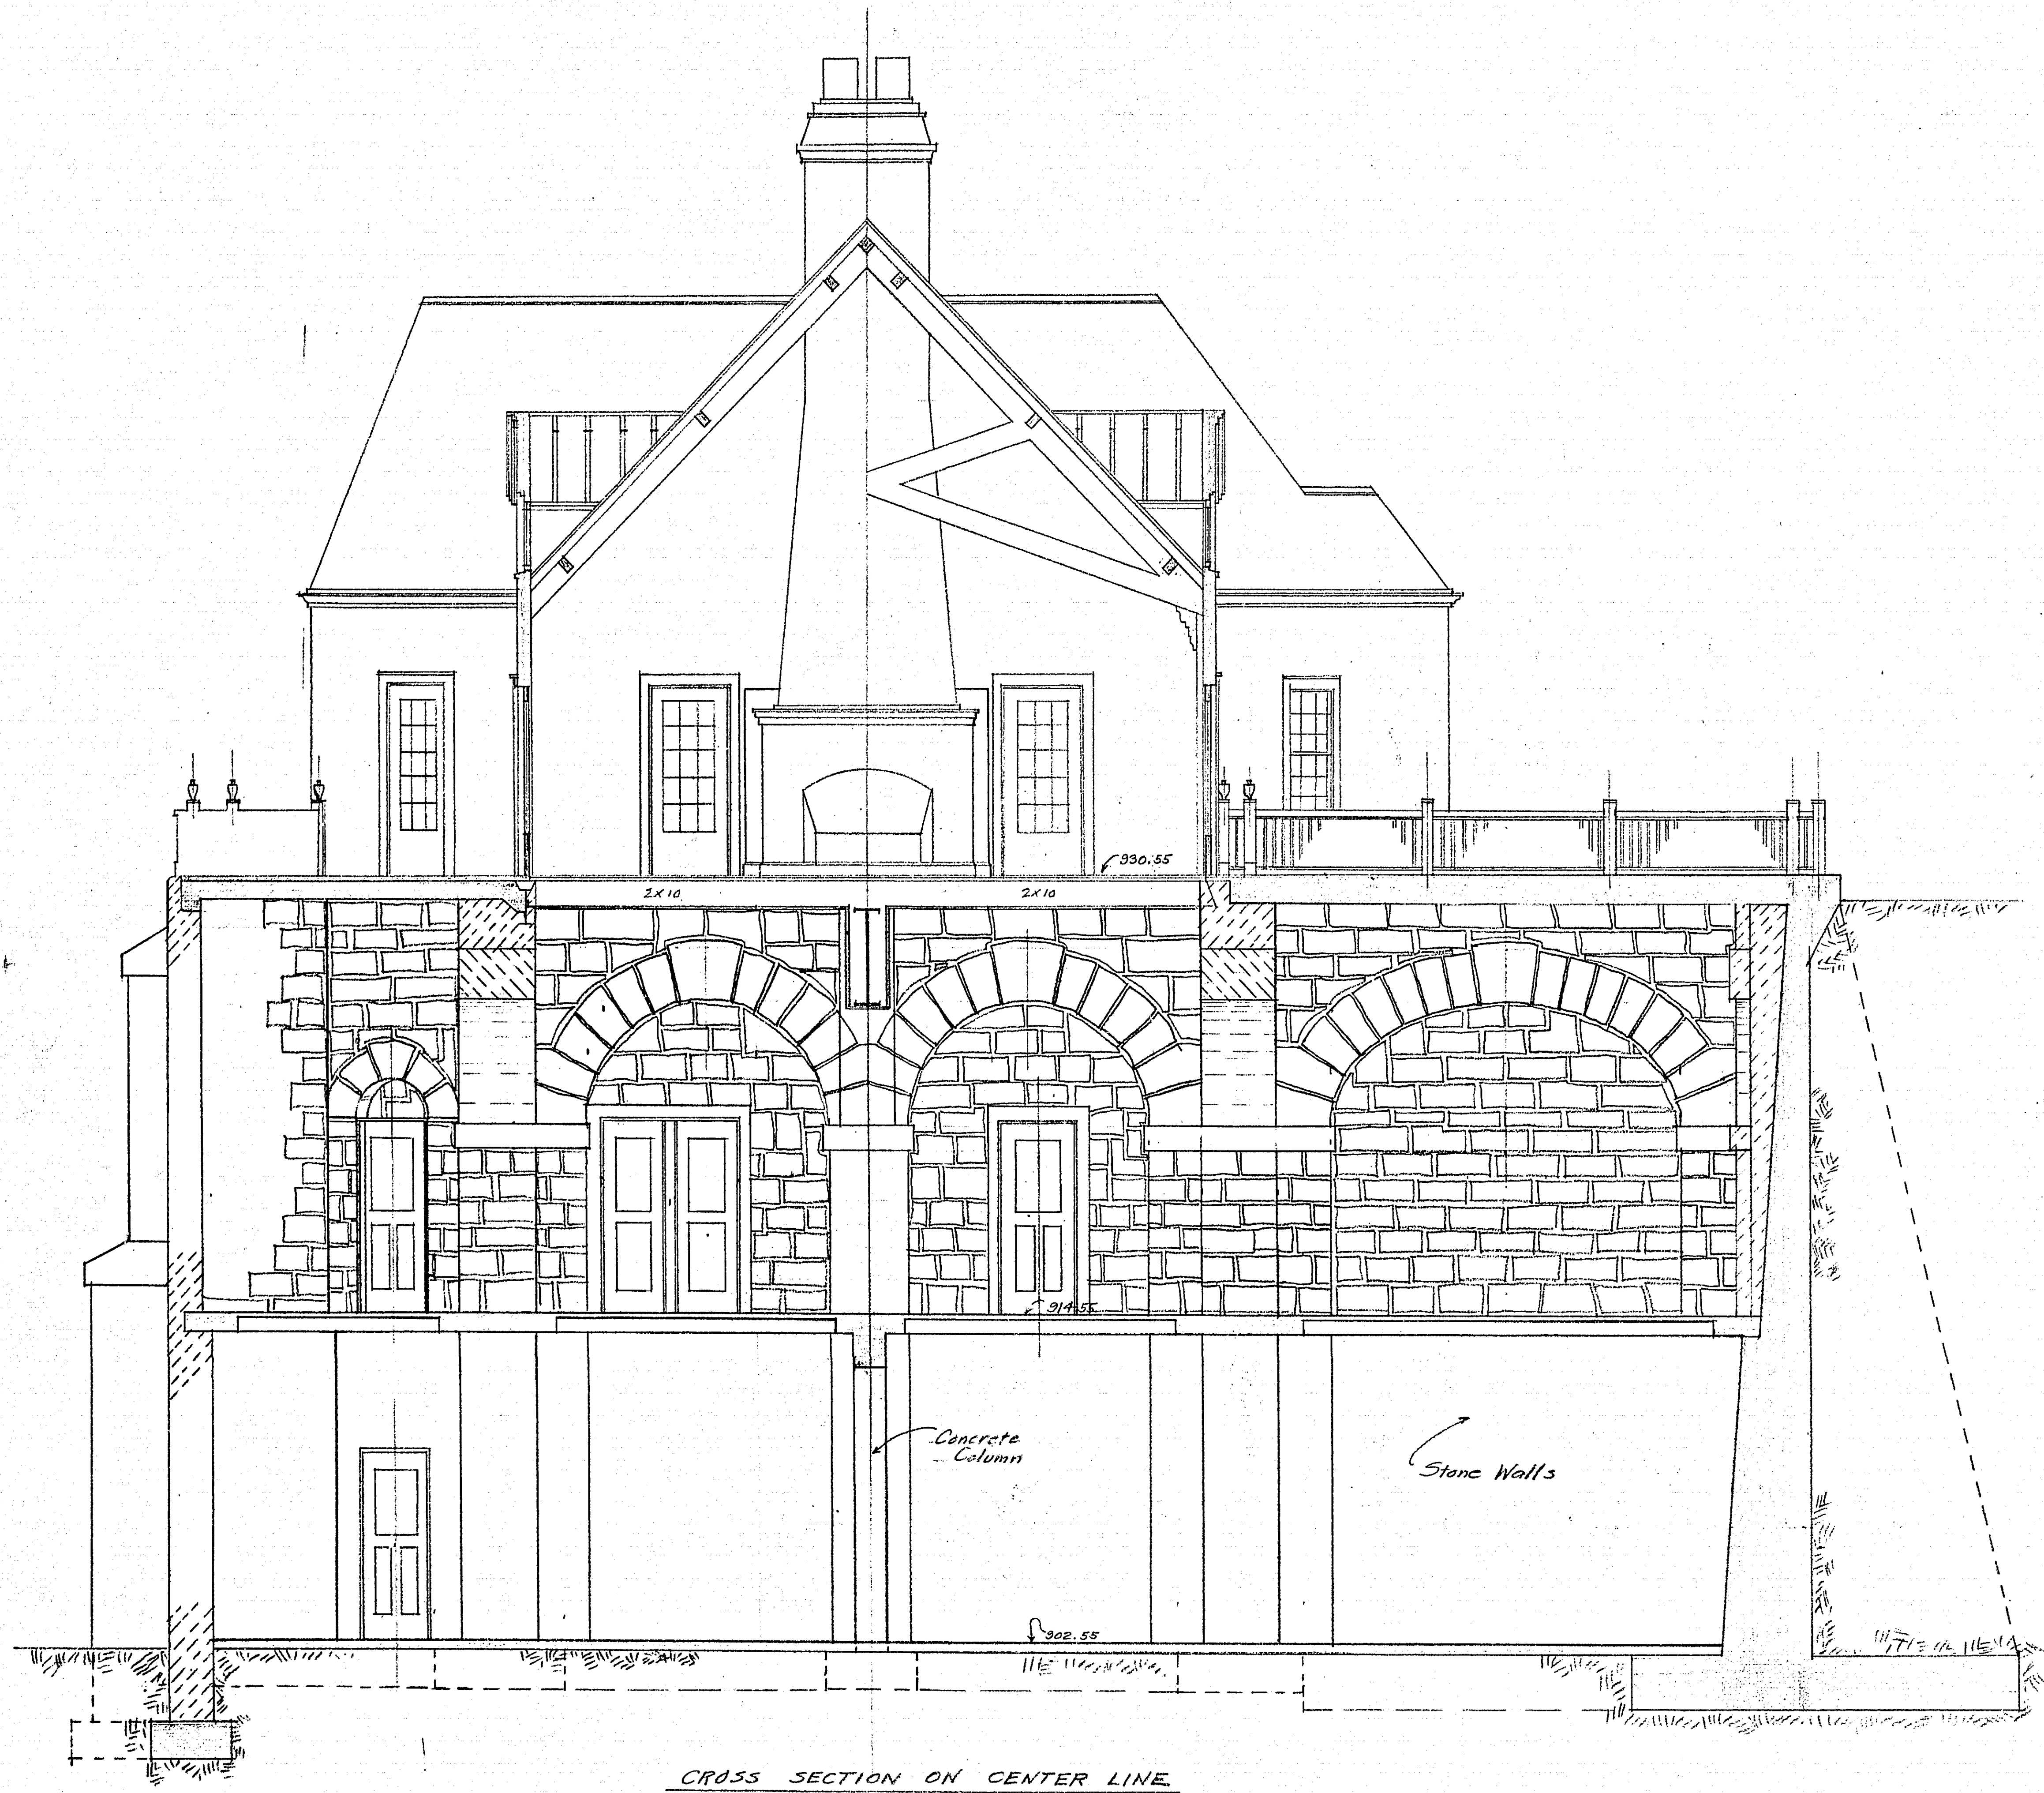 930.55
2x10
2x10
914.55
Concrete
Column
Stone Walls
902.55
CROSS SECTION ON CENTER LINE